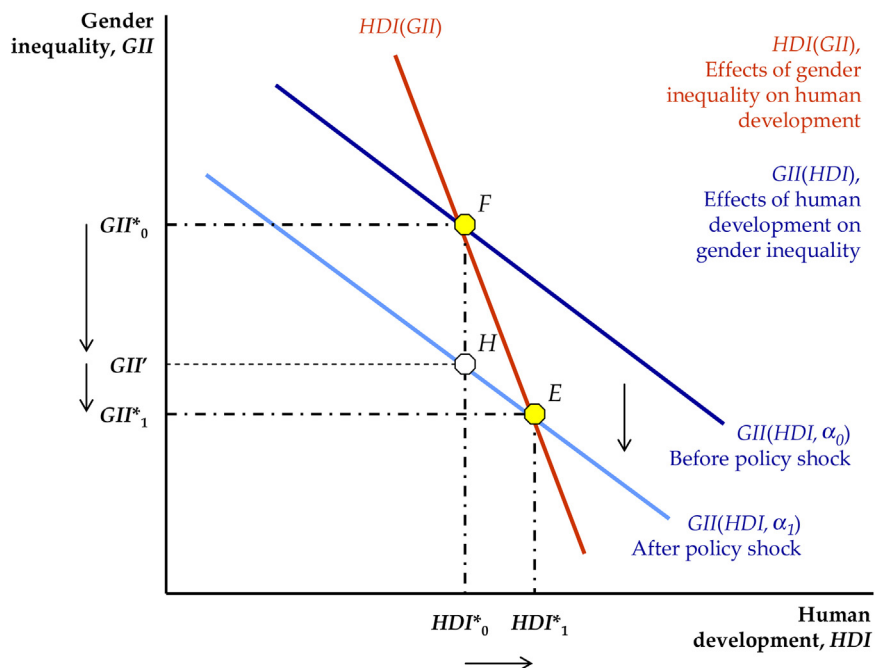 Gender
inequality, GII
HDI(GII)
HDI(GII),
Effects of gender
inequality on human
development
GII(HDI),
Effects of human
development on
gender inequality
F
GII*₀
H
GII′
E
GII*₁
GII(HDI, α₀)
Before policy shock
GII(HDI, α₁)
After policy shock
HDI*₀
HDI*₁
Human
development, HDI